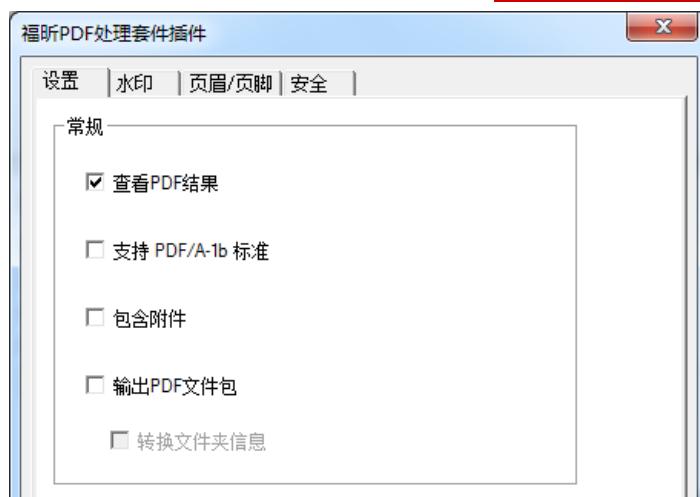 福昕PDF处理套件插件
设置 水印 页眉/页脚 安全
常规
查看PDF结果
支持 PDF/A-1b 标准
包含附件
输出PDF文件包
转换文件夹信息